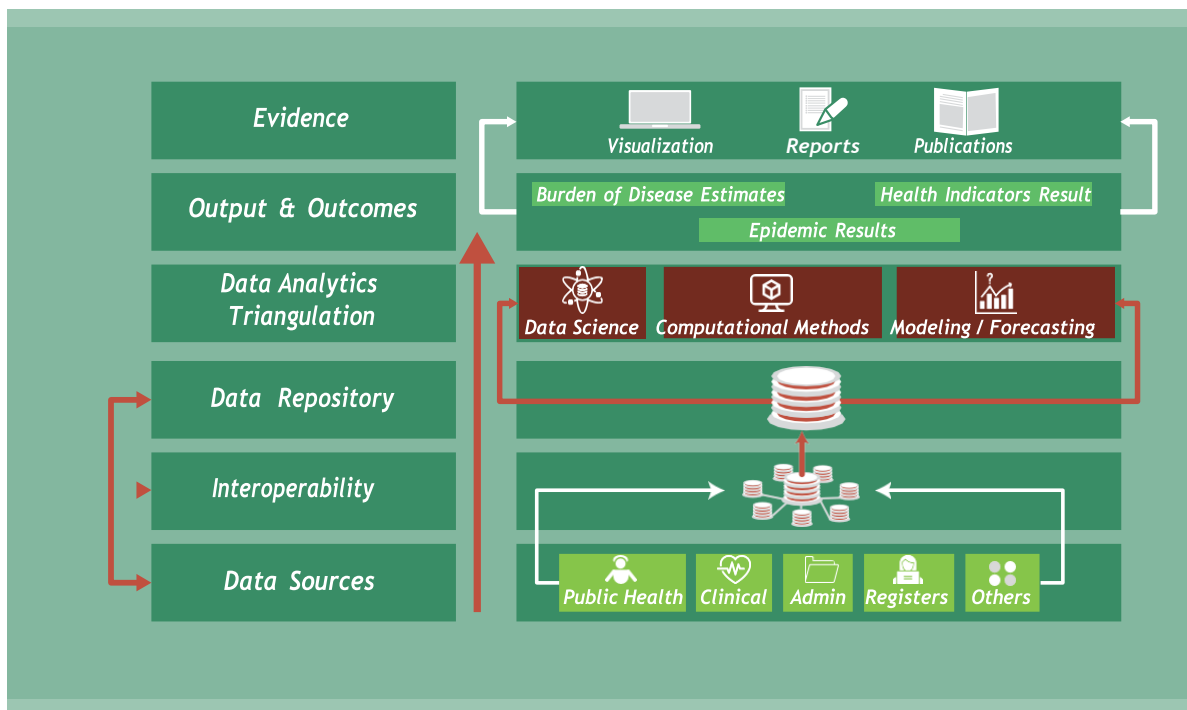 Evidence
Visualization
Reports
Publications
Output & Outcomes
Burden of Disease Estimates
Health Indicators Result
Epidemic Results
Data Analytics
Triangulation
Data Science
Computational Methods
?
Modeling / Forecasting
Data Repository
Interoperability
Data Sources
Public Health
Clinical
Admin
Registers
Others